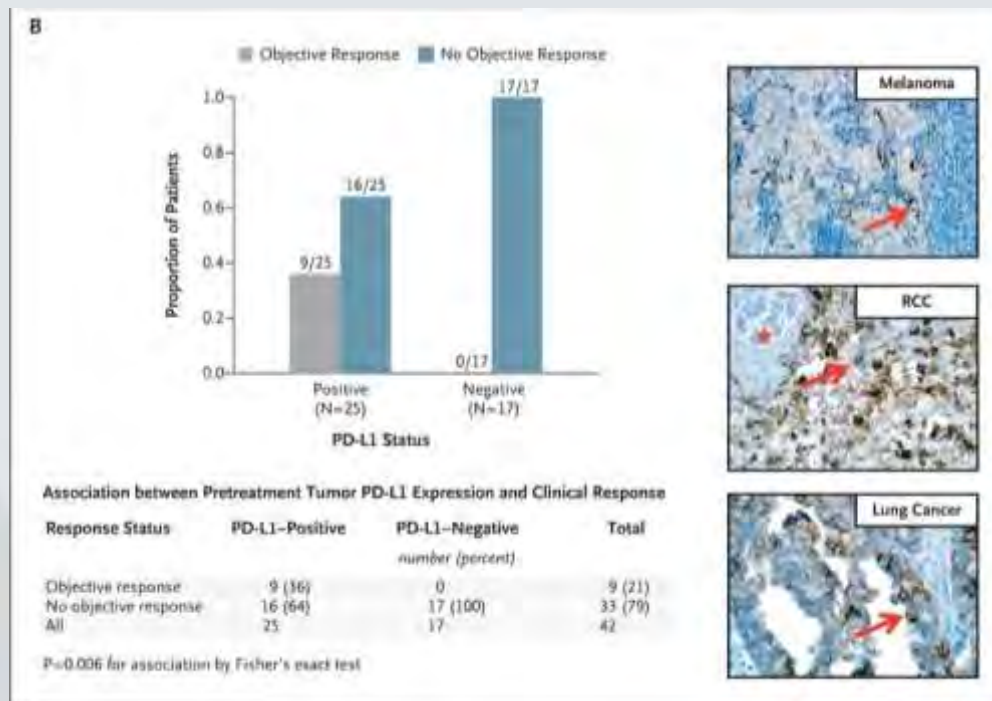 B
Objective Response No Objective Response
Proportion of Patients
1.0
0.8
0.6
0.4
0.2
0.0
9/25
16/25
0/17
17/17
Positive
(N=25)
Negative
(N=17)
PD-L1 Status
Melanoma
RCC
Lung Cancer
Association between Pretreatment Tumor PD-L1 Expression and Clinical Response
Response Status PD-L1–Positive PD-L1–Negative Total
number (percent)
Objective response 9 (36) 0 9 (21)
No objective response 16 (64) 17 (100) 33 (79)
All 25 17 42
P=0.006 for association by Fisher's exact test